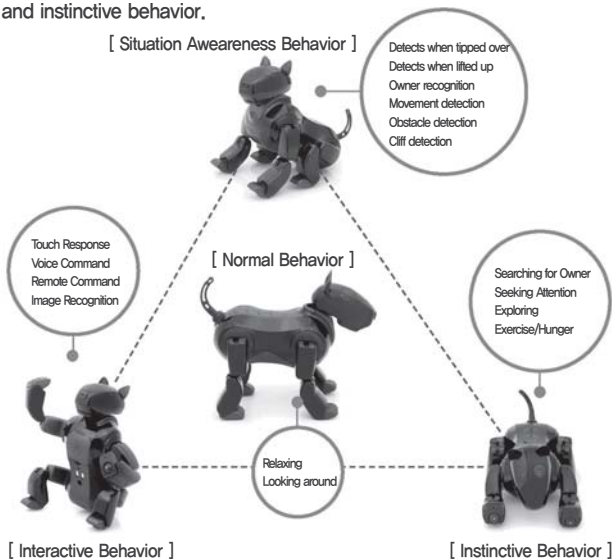 and instinctive behavior.
[ Situation Aweareness Behavior ]
Detects when tipped over
Detects when lifted up
Owner recognition
Movement detection
Obstacle detection
Cliff detection
Touch Response
Voice Command
Remote Command
Image Recognition
[ Normal Behavior ]
Searching for Owner
Seeking Attention
Exploring
Exercise/Hunger
Relaxing
Looking around
[ Interactive Behavior ]
[ Instinctive Behavior ]